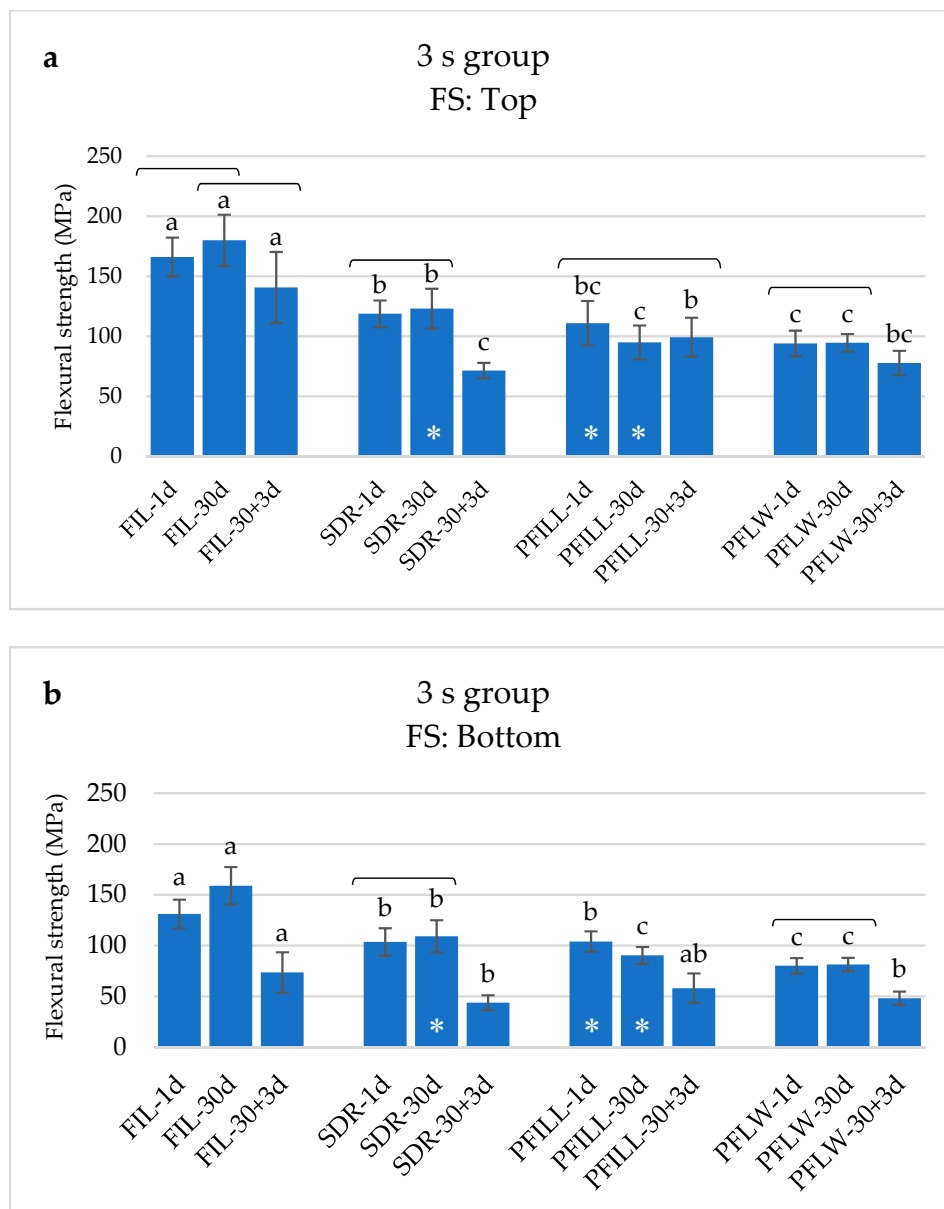 a
3 s group
FS: Top
Flexural strength (MPa)
250
200
150
100
50
0
a
a
a
b
b
c
bc
c
b
c
c
bc
*
*
*
FIL-1d
FIL-30d
FIL-30+3d
SDR-1d
SDR-30d
SDR-30+3d
PFILL-1d
PFILL-30d
PFILL-30+3d
PFLW-1d
PFLW-30d
PFLW-30+3d
b
3 s group
FS: Bottom
Flexural strength (MPa)
250
200
150
100
50
0
a
a
a
b
b
b
b
c
ab
c
c
b
*
*
*
FIL-1d
FIL-30d
FIL-30+3d
SDR-1d
SDR-30d
SDR-30+3d
PFILL-1d
PFILL-30d
PFILL-30+3d
PFLW-1d
PFLW-30d
PFLW-30+3d